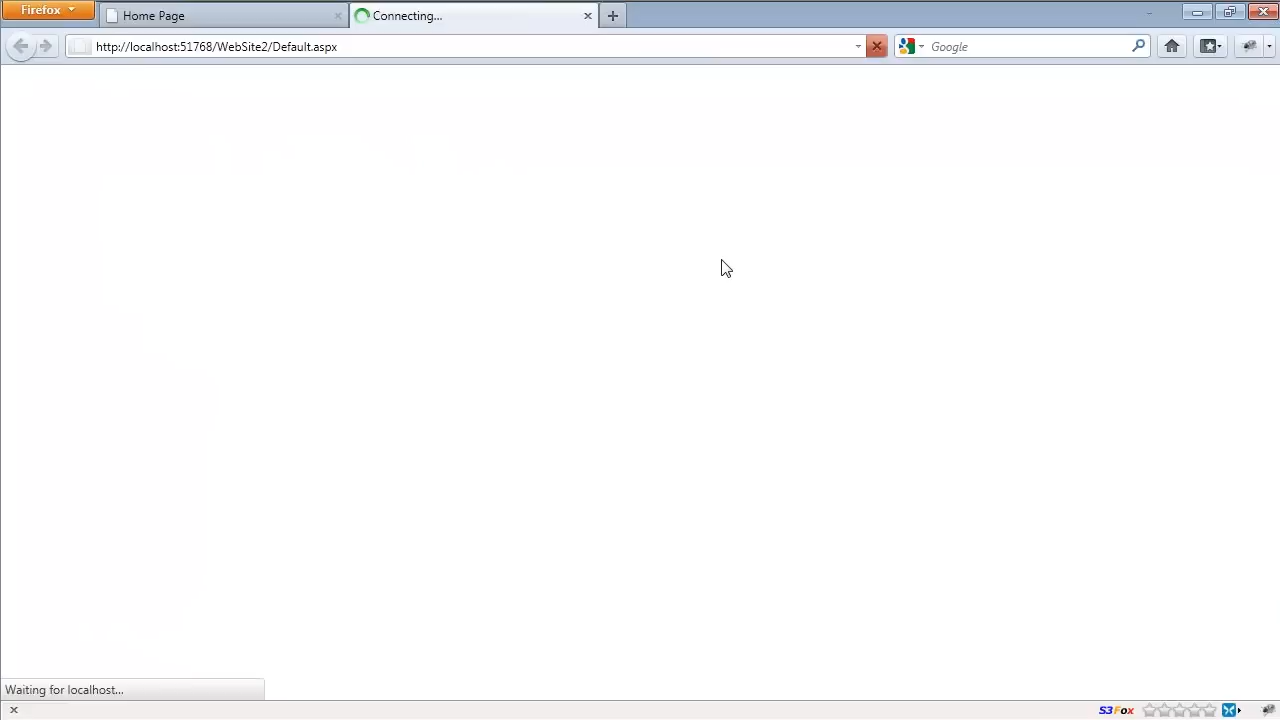 Firefox
Home Page
Connecting...
http://localhost:51768/WebSite2/Default.aspx
Google
Waiting for localhost...
S3Fox